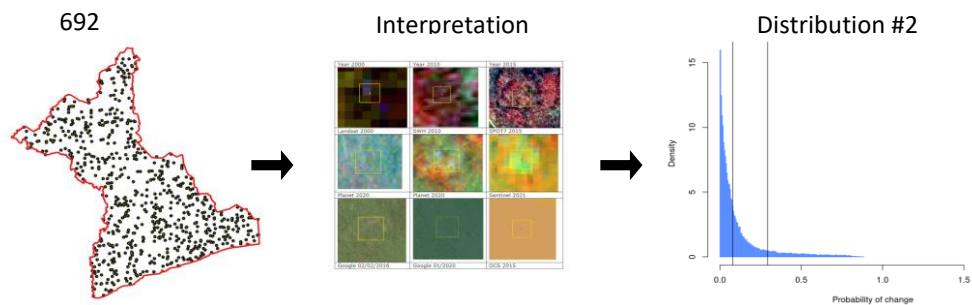 692
Interpretation
Distribution #2
Year 2000 Year 2010 Year 2015
Landsat 2000 SWH 2010 SPOT7 2015
Planet 2020 Planet 2020 Sentinel 2021
Google 02/02/2016 Google 01/2020 OCG 2015
15
10
5
0
Density
0.0 0.5 1.0 1.5
Probability of change